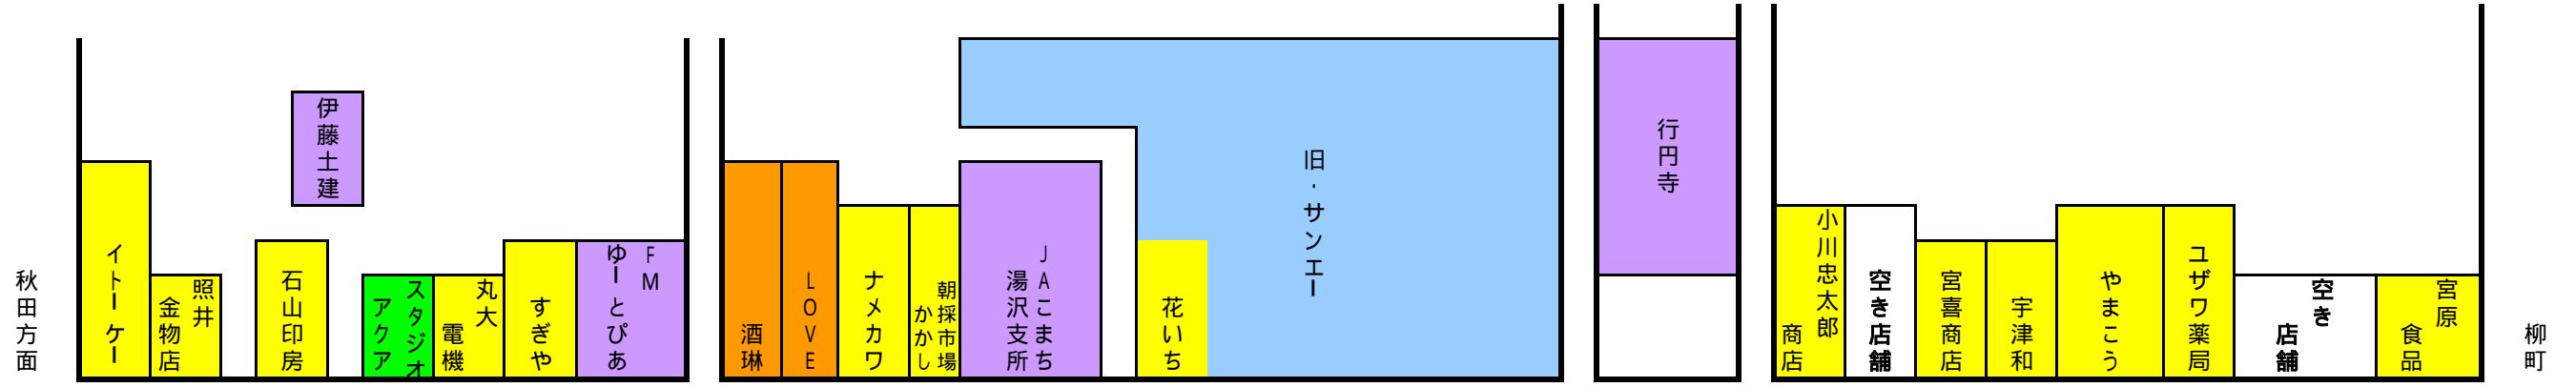 秋田方面
イトーケー
照井
金物店
石山印房
伊藤土建
スタジオ
アクア
丸大
電機
すぎや
FM
ゆーとぴあ
酒琳
LOVE
ナメカワ
朝採市場
かかし
JAこまち
湯沢支所
花いち
旧・サンエー
行円寺
小川忠太郎
商店
空き店舗
宮喜商店
宇津和
やまこう
ユザワ薬局
空き
店舗
宮原
食品
柳町